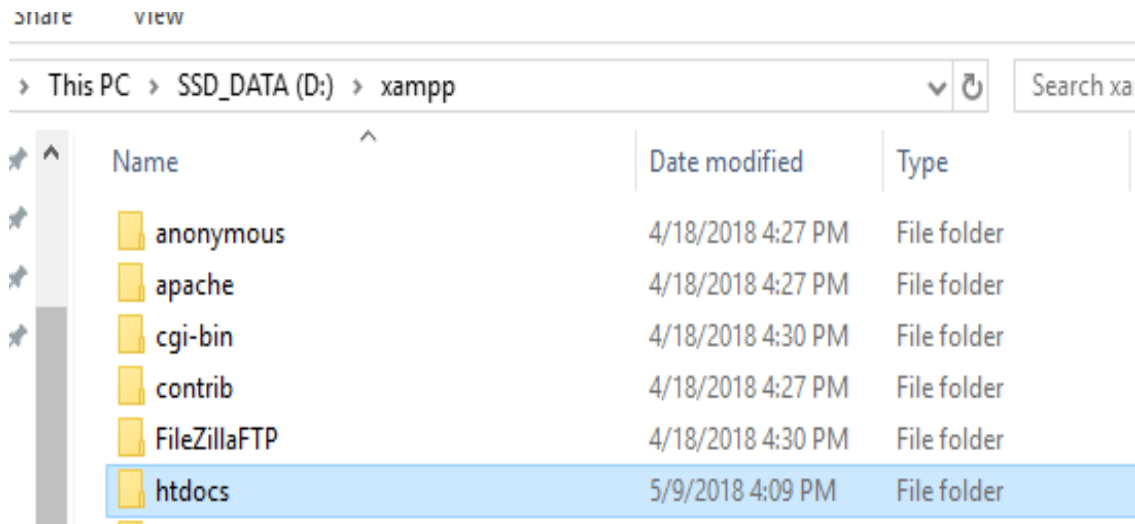 Share View
This PC > SSD_DATA (D:) > xampp Search xa
Name Date modified Type
anonymous 4/18/2018 4:27 PM File folder
apache 4/18/2018 4:27 PM File folder
cgi-bin 4/18/2018 4:30 PM File folder
contrib 4/18/2018 4:27 PM File folder
FileZillaFTP 4/18/2018 4:30 PM File folder
htdocs 5/9/2018 4:09 PM File folder